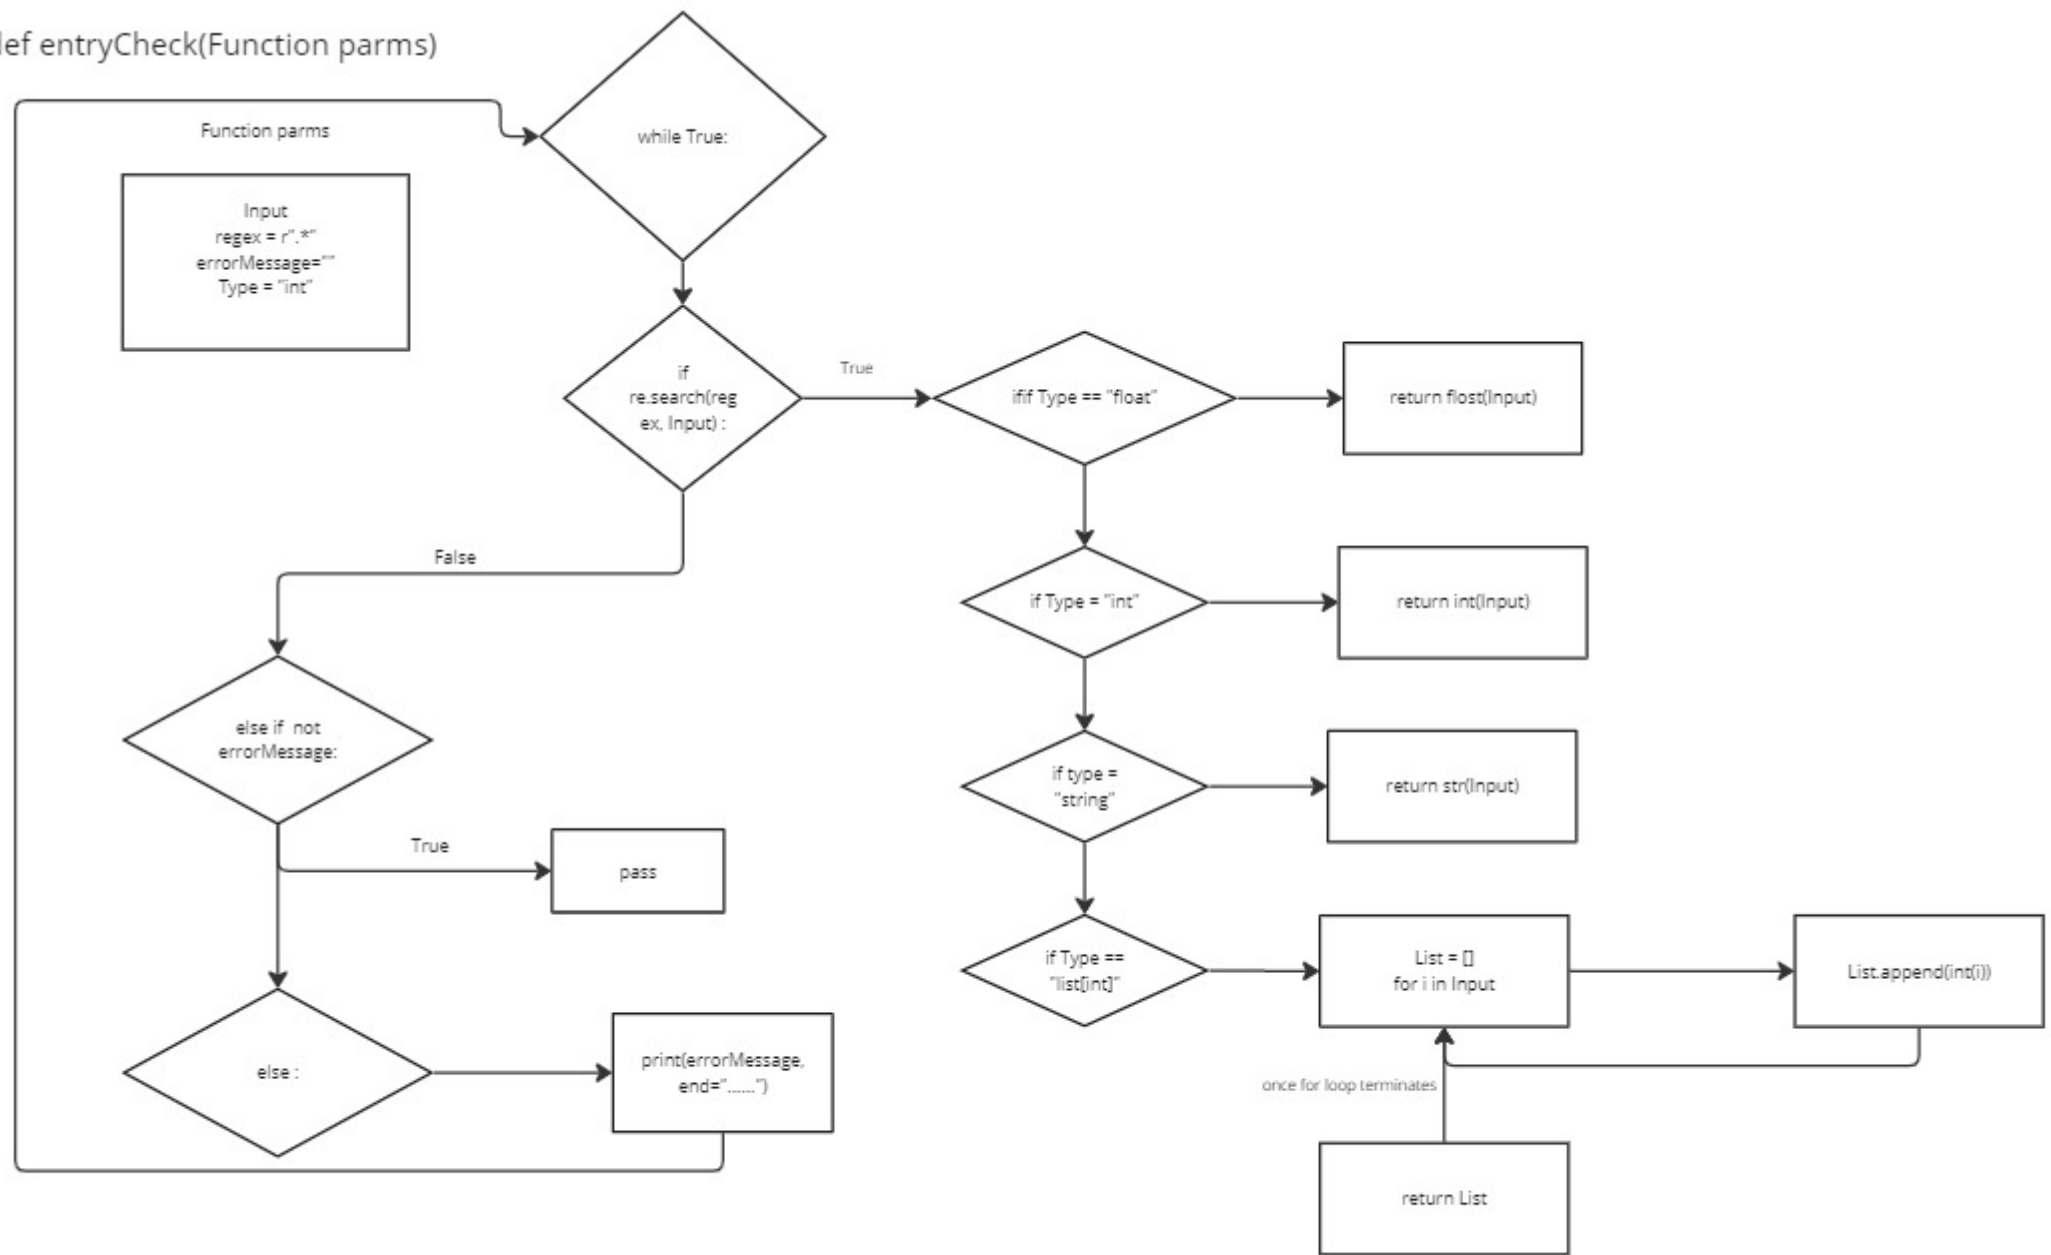 def entryCheck(Function parms)
Function parms
Input
regex = r".*"
errorMessage=""
Type = "int"
while True:
if
re.search(reg
ex, Input) :
True
ifif Type == "float"
return flost(Input)
False
if Type = "int"
return int(Input)
else if not
errorMessage:
if type =
"string"
return str(Input)
True
pass
if Type ==
"list[int]"
List = []
for i in Input
List.append(int(i))
else :
print(errorMessage,
end=".......")
once for loop terminates
return List